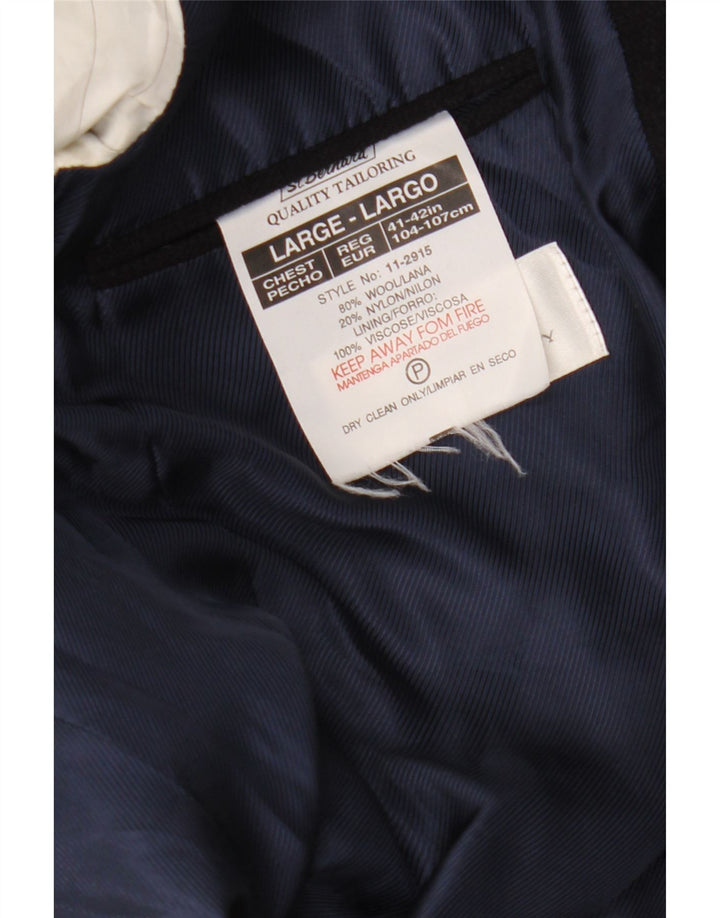 St Bernard
QUALITY TAILORING
LARGE - LARGO
CHEST PECHO REG EUR 41-42in 104-107cm
STYLE No: 11-2915
80% WOOL/LANA
20% NYLON/NILON
LINING/FORRO:
100% VISCOSE/VISCOSA
KEEP AWAY FOM FIRE
MANTENGA APARTADO DEL FUEGO
P
DRY CLEAN ONLY/LIMPIAR EN SECO
Y